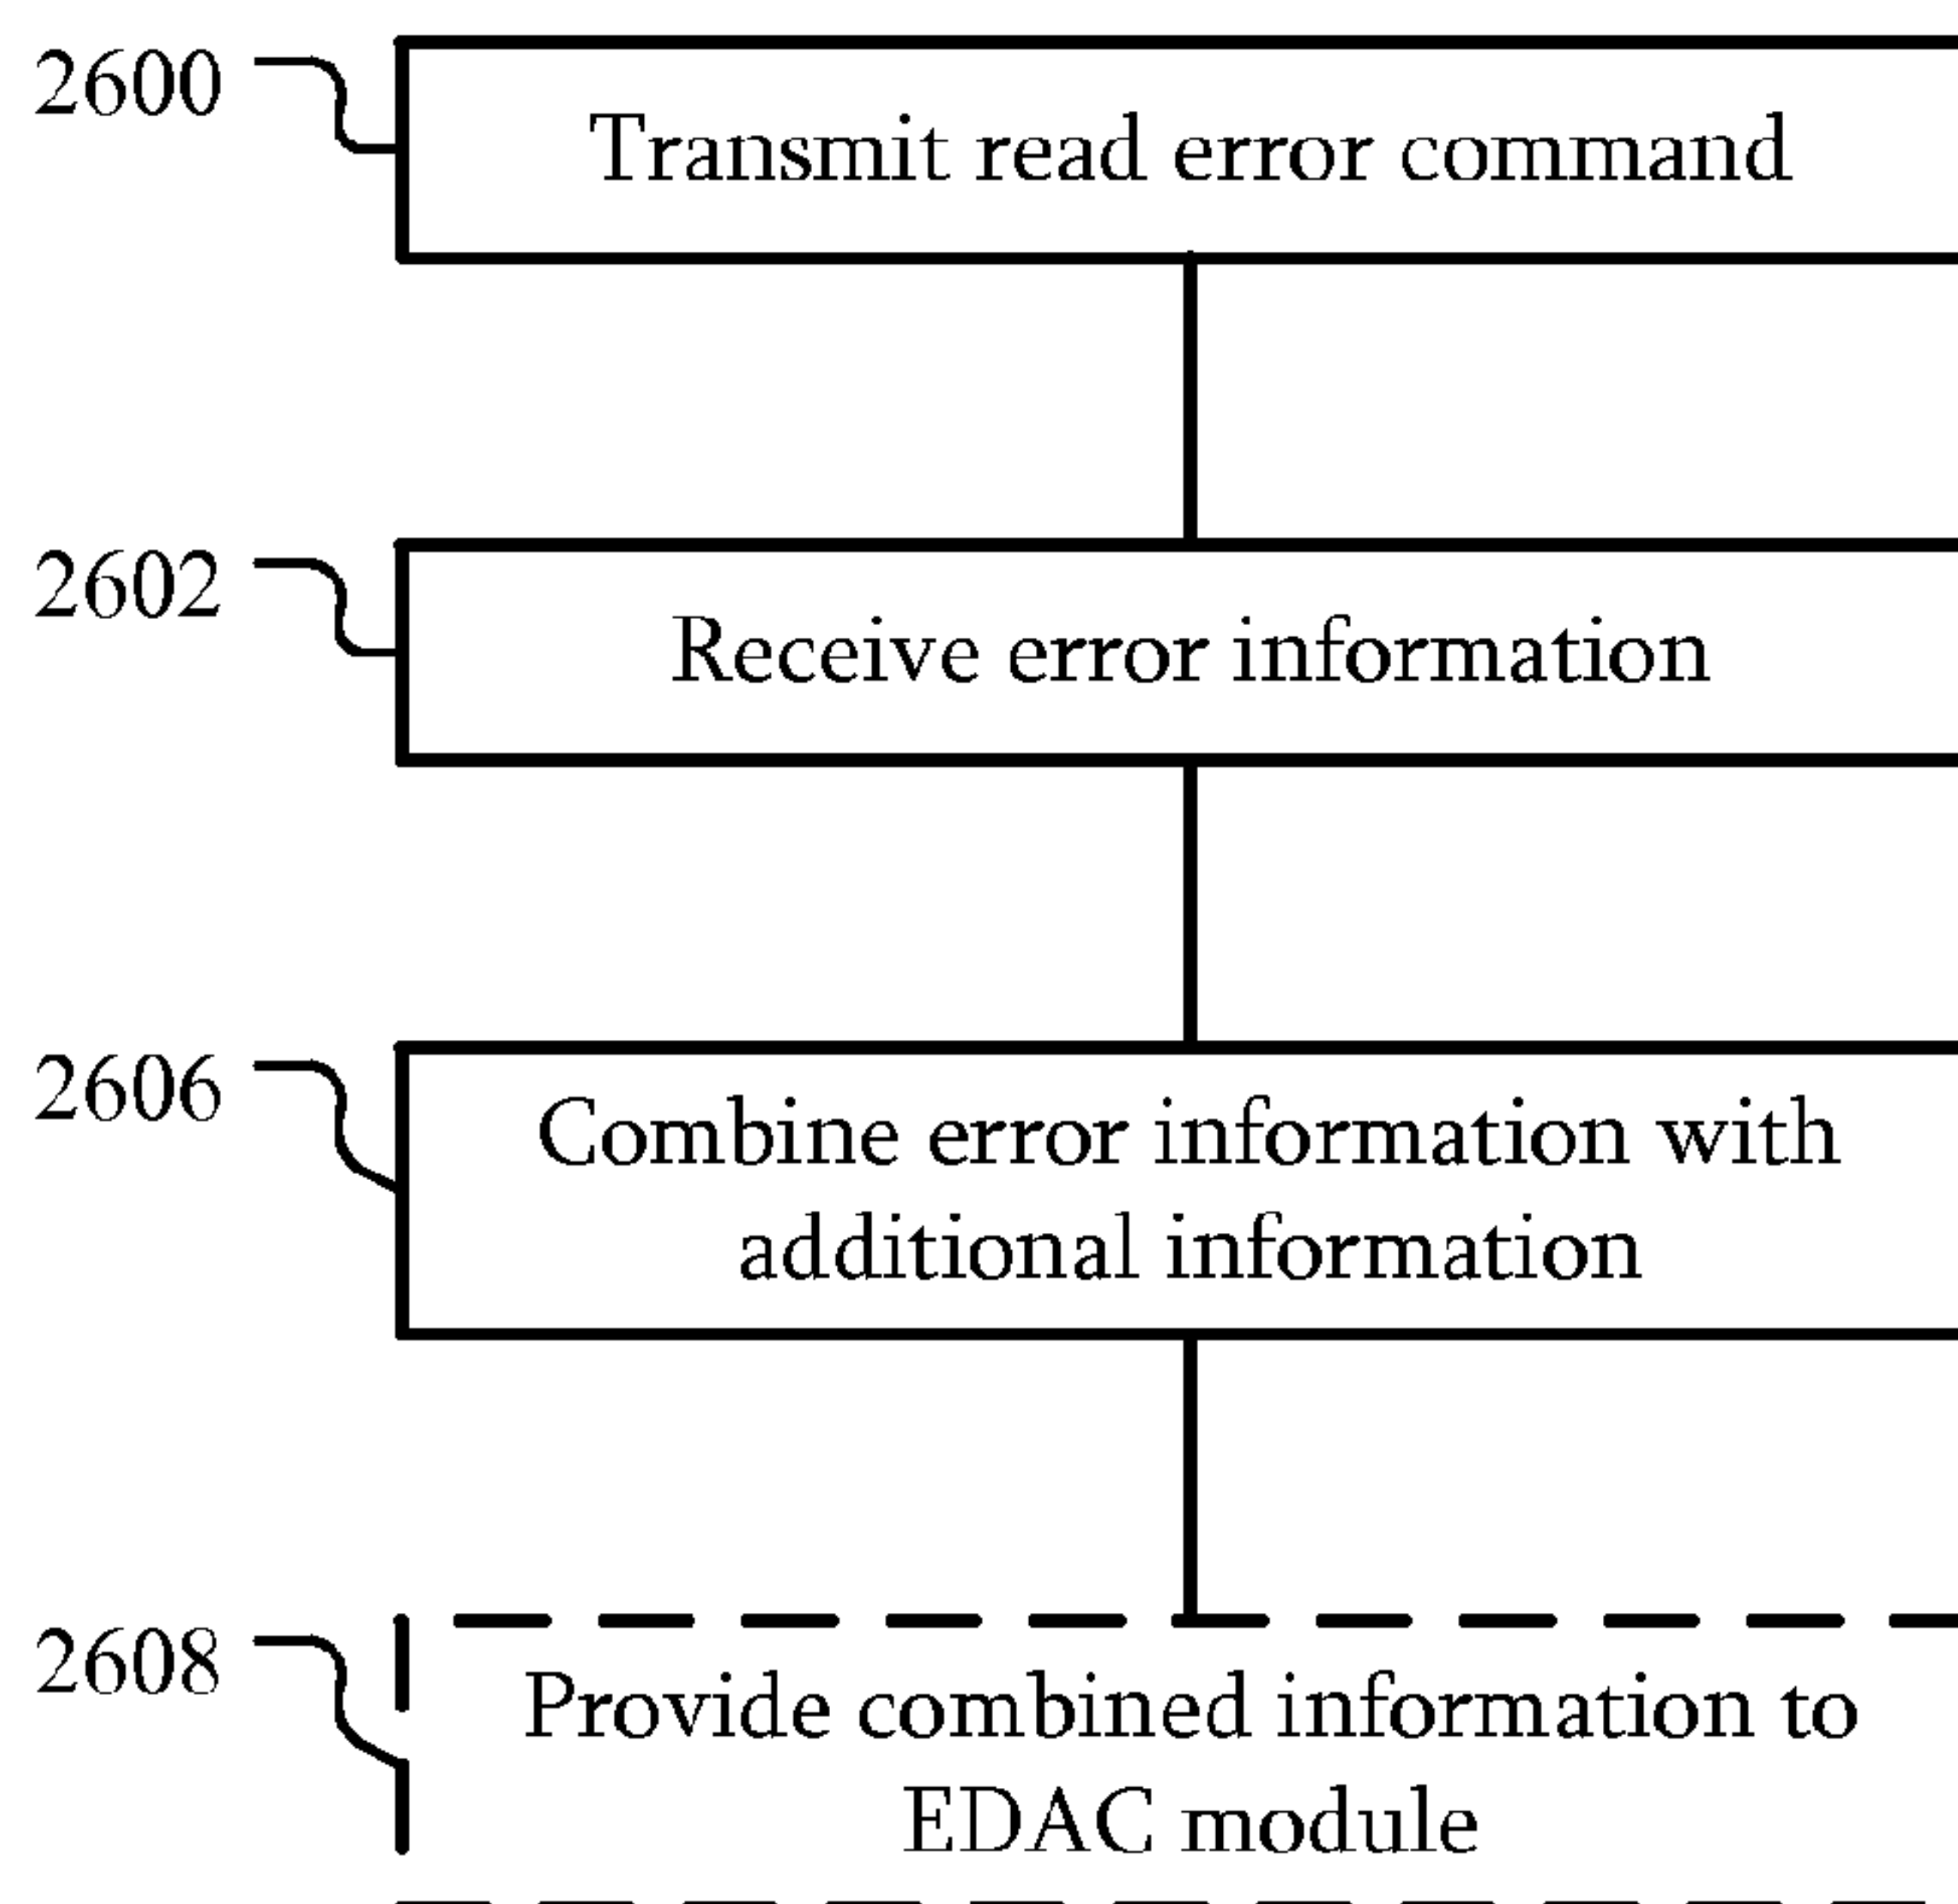 2600
Transmit read error command
2602
Receive error information
2606
Combine error information with
additional information
2608
Provide combined information to
EDAC module